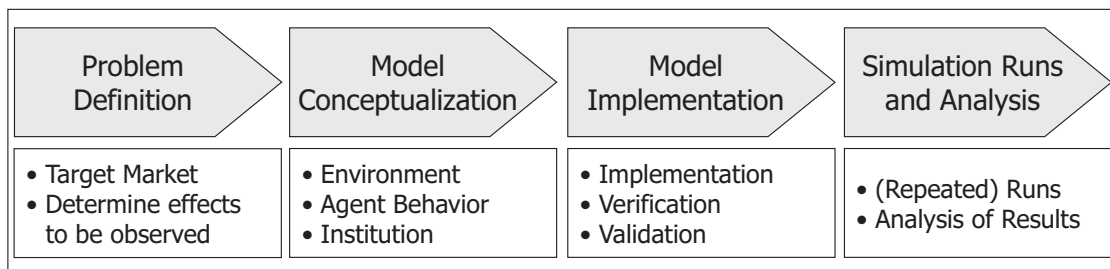 Problem
Definition
Model
Conceptualization
Model
Implementation
Simulation Runs
and Analysis
• Target Market
• Determine effects
to be observed
• Environment
• Agent Behavior
• Institution
• Implementation
• Verification
• Validation
• (Repeated) Runs
• Analysis of Results